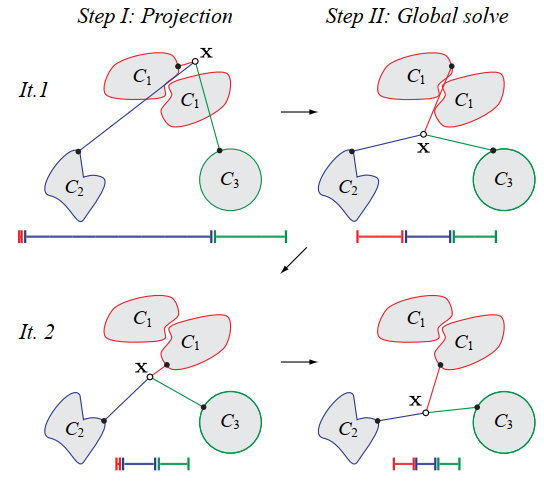 Step I: Projection
Step II: Global solve
It.1
x
C1
C1
C2
C3
C1
C1
x
C2
C3
It. 2
C1
C1
x
C2
C3
C1
C1
x
C2
C3